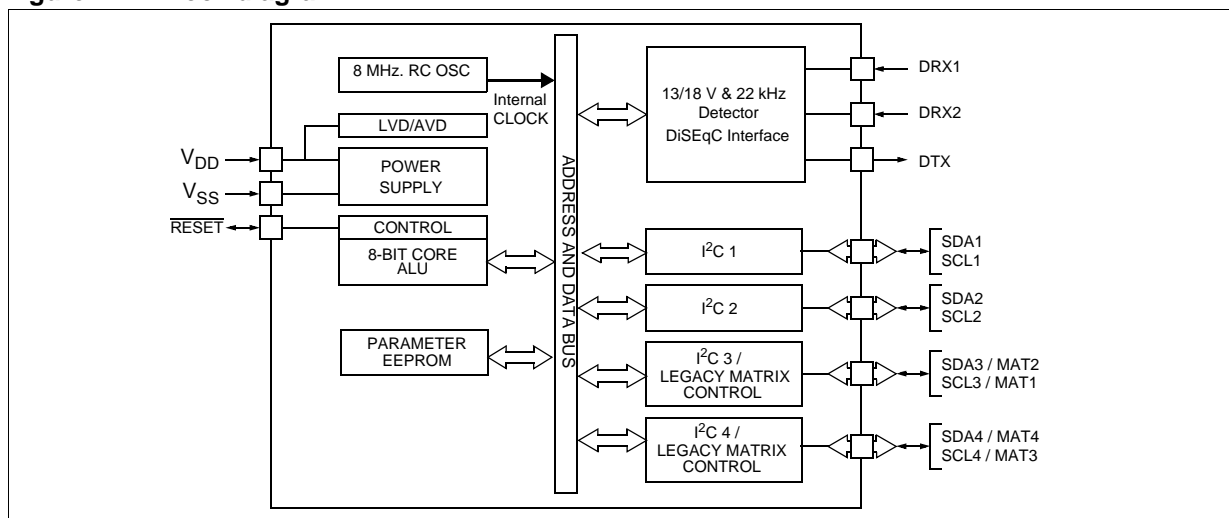 8 MHz. RC OSC
Internal
CLOCK
LVD/AVD
POWER
SUPPLY
CONTROL
8-BIT CORE
ALU
PARAMETER
EEPROM
VDD
VSS
RESET
ADDRESS AND DATA BUS
13/18 V & 22 kHz
Detector
DiSEqC Interface
DRX1
DRX2
DTX
I2C 1
SDA1
SCL1
I2C 2
SDA2
SCL2
I2C 3 /
LEGACY MATRIX
CONTROL
SDA3 / MAT2
SCL3 / MAT1
I2C 4 /
LEGACY MATRIX
CONTROL
SDA4 / MAT4
SCL4 / MAT3